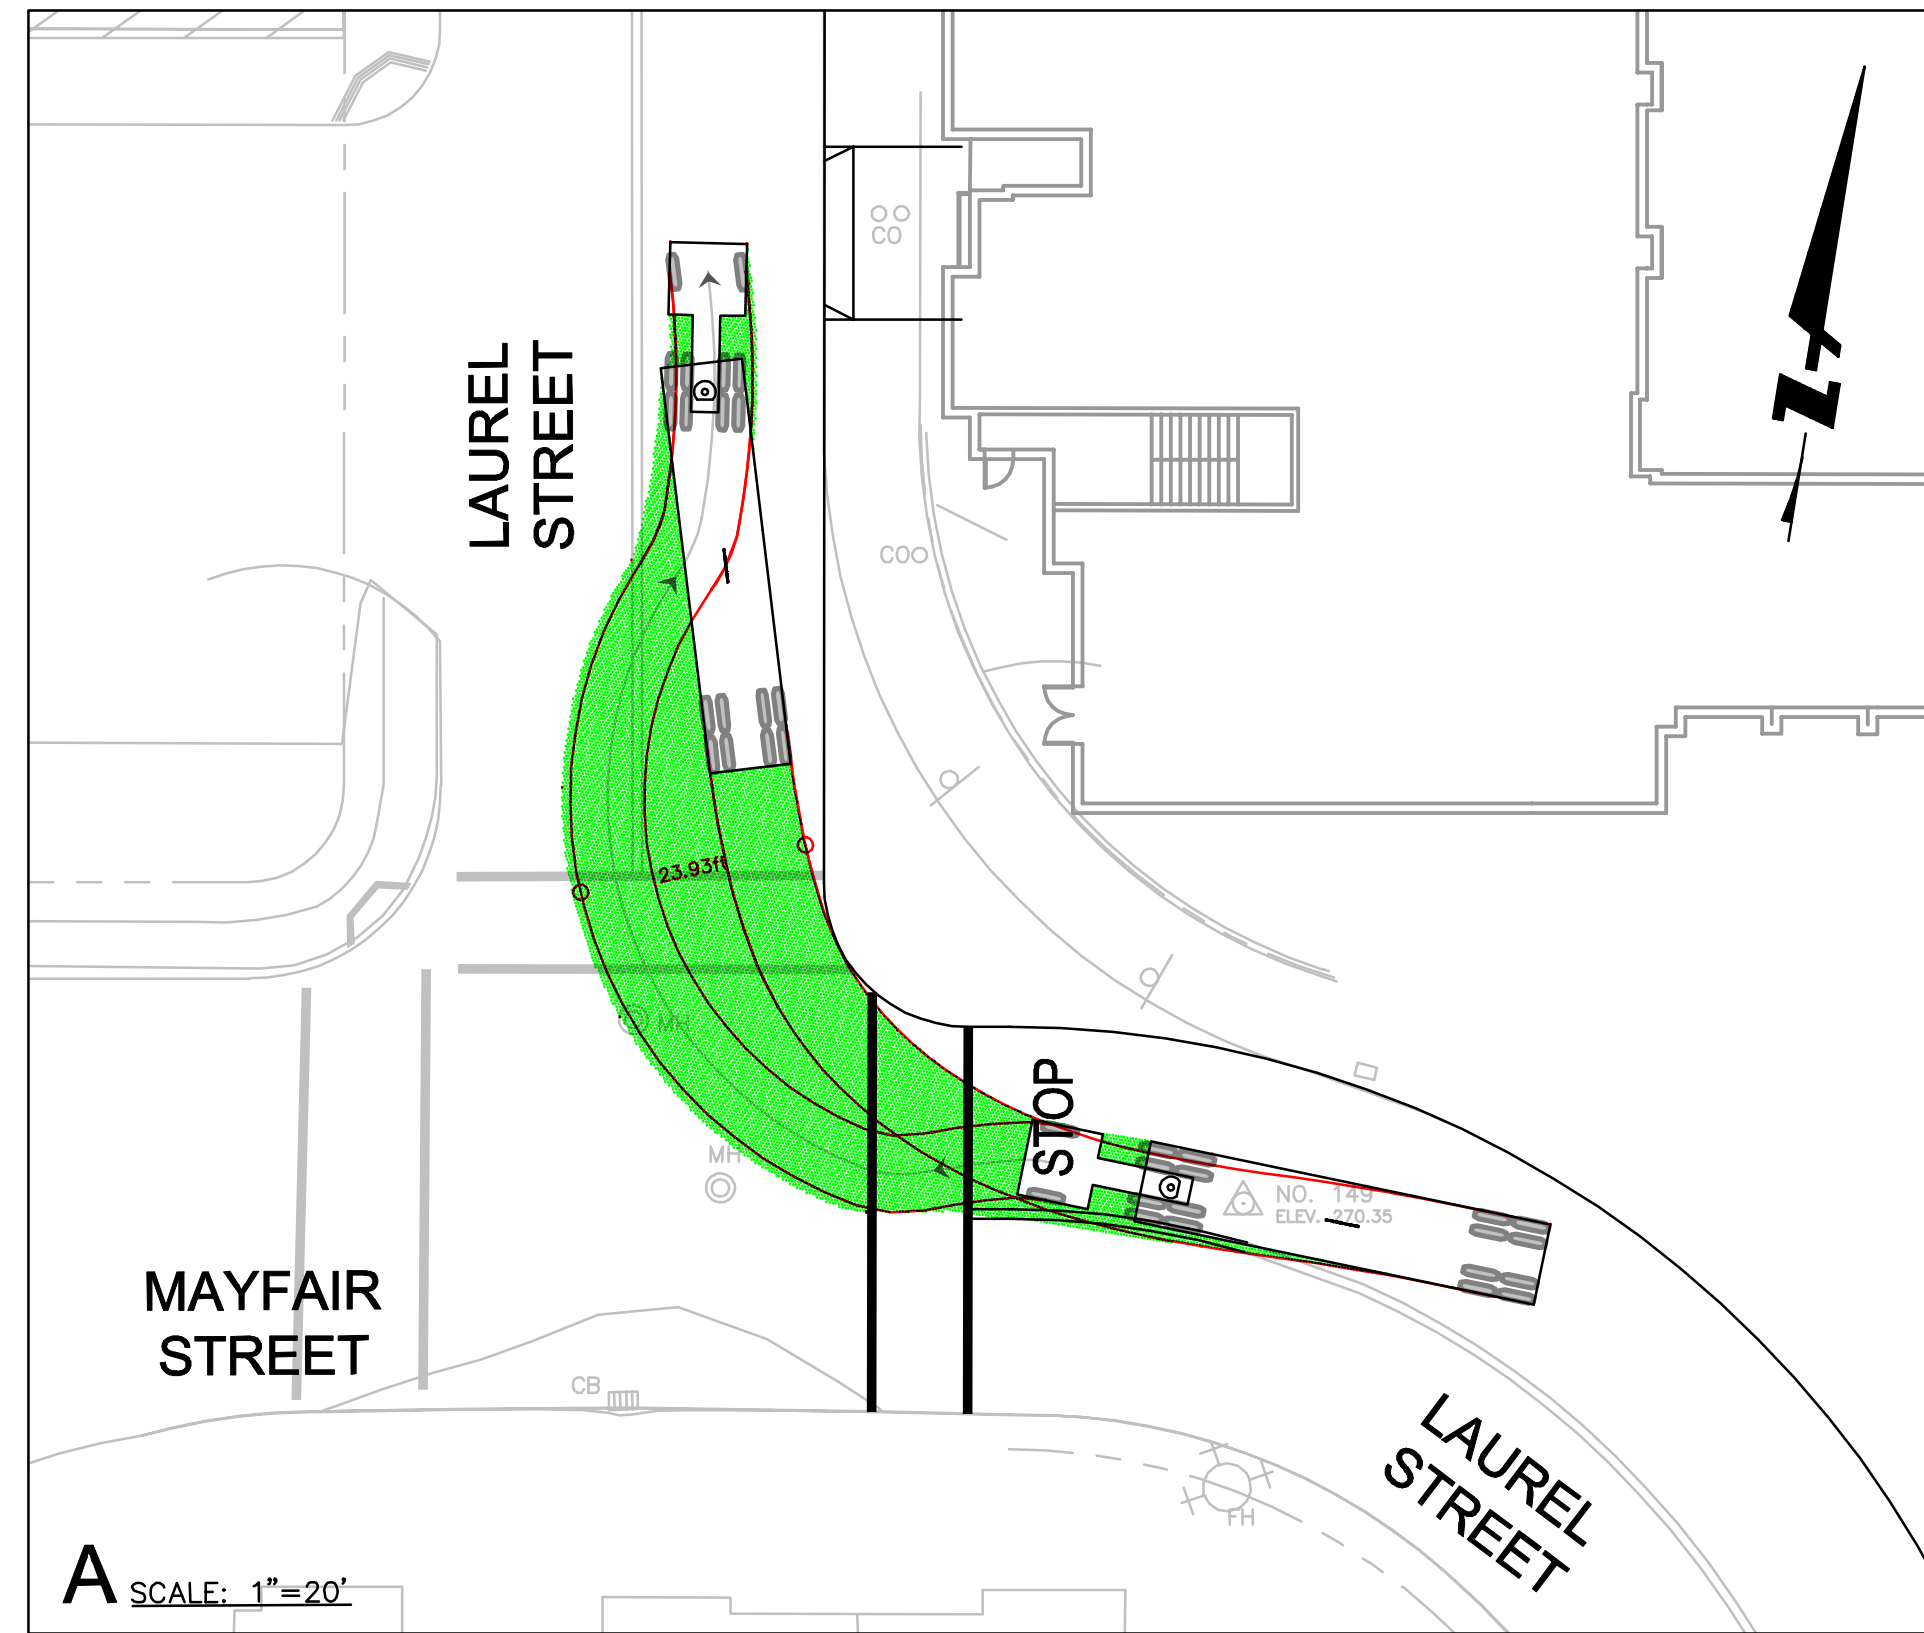 CO
LAUREL
STREET
N
COO
23.93ft
MH
STOP
MH
NO. 149
ELEV. 270.35
MAYFAIR
STREET
CB
LAUREL
STREET
FH
A SCALE: 1"=20'